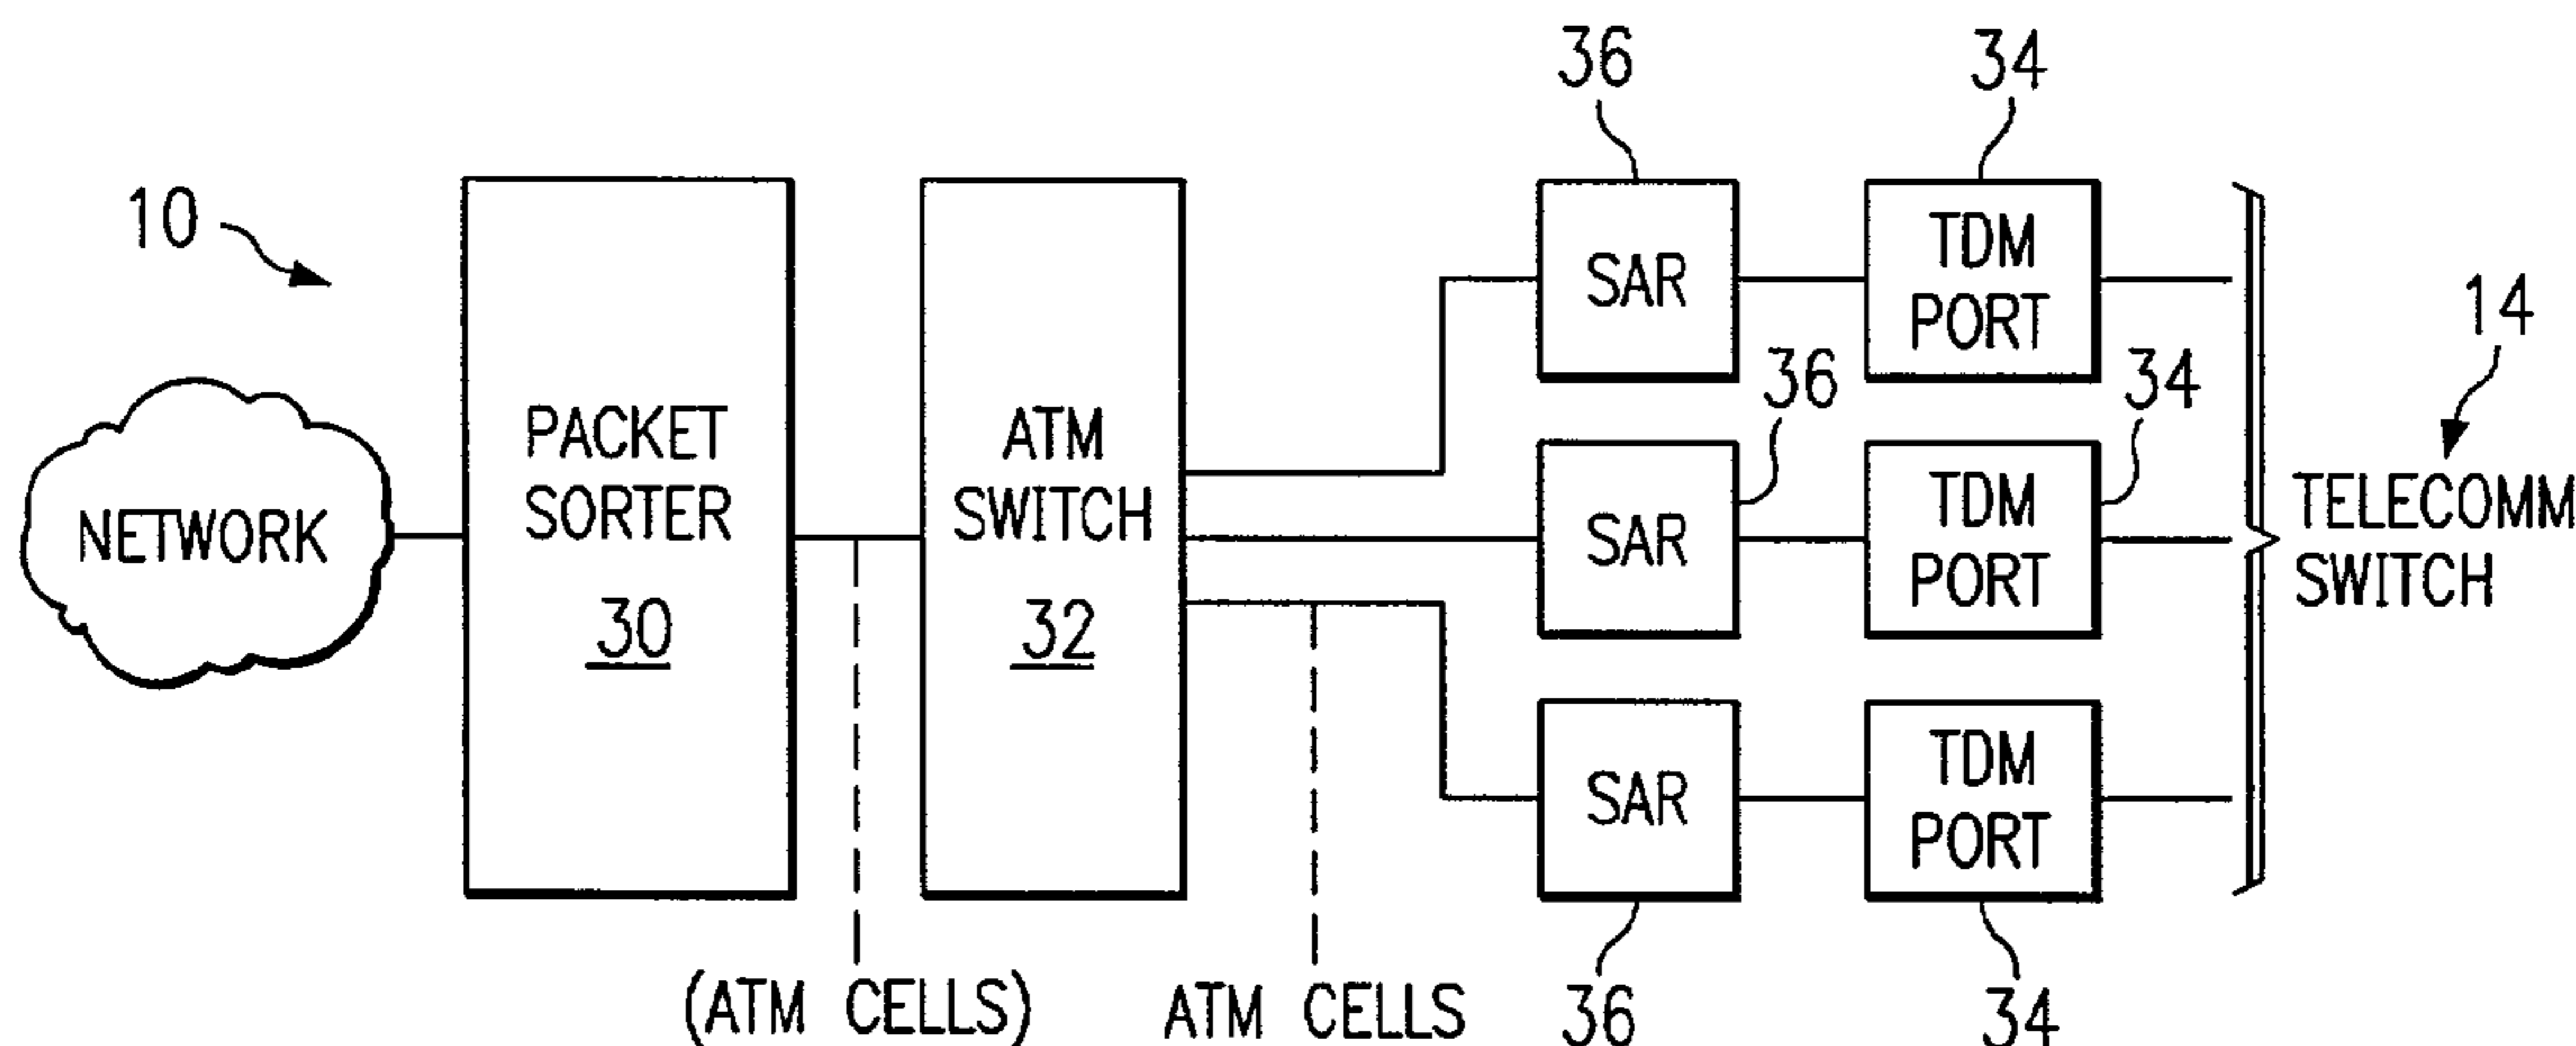 10
NETWORK
PACKET
SORTER
30
ATM
SWITCH
32
(ATM CELLS)
ATM CELLS
36
SAR
34
TDM
PORT
36
SAR
34
TDM
PORT
SAR
36
TDM
PORT
34
14
TELECOMM
SWITCH